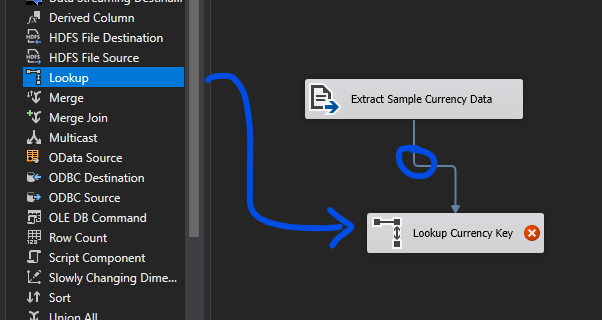 Data Streaming Destina...
Derived Column
HDFS File Destination
HDFS File Source
Lookup
Merge
Merge Join
Multicast
OData Source
ODBC Destination
ODBC Source
OLE DB Command
Row Count
Script Component
Slowly Changing Dime...
Sort
Union All
Extract Sample Currency Data
Lookup Currency Key